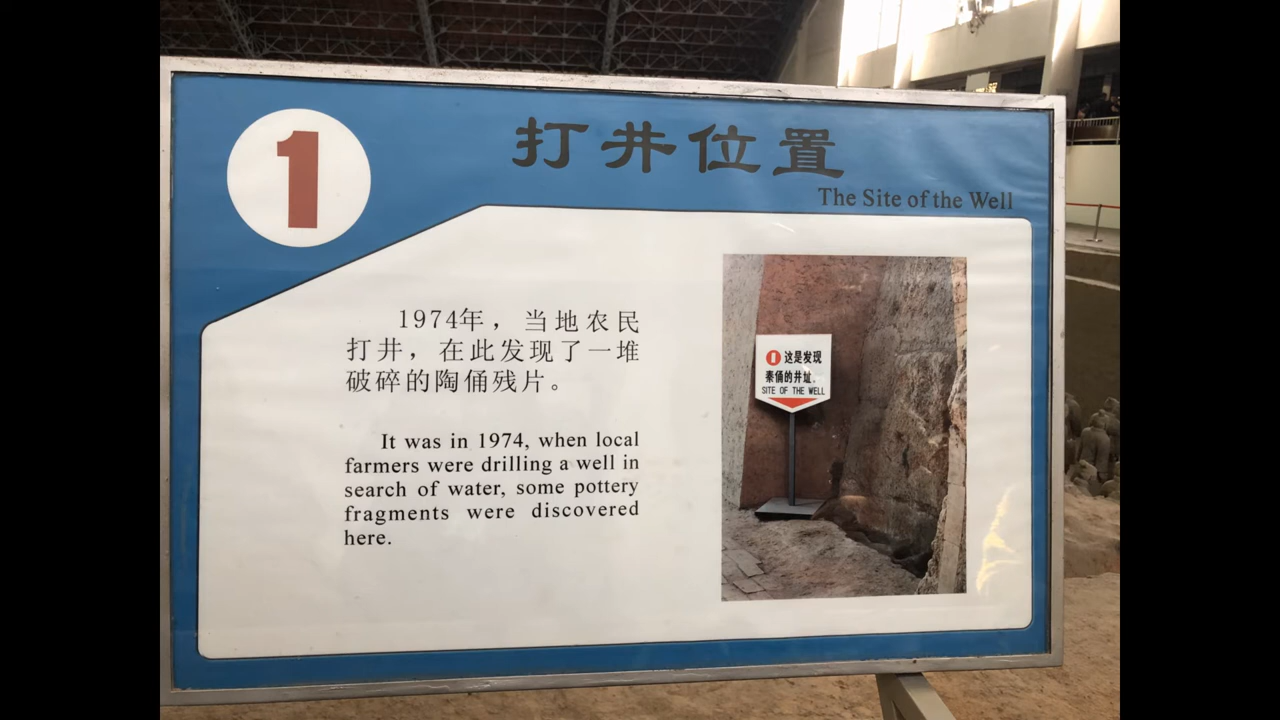 1
打井位置
The Site of the Well
1974年，当地农民
打井，在此发现了一堆
破碎的陶俑残片。
It was in 1974, when local
farmers were drilling a well in
search of water, some pottery
fragments were discovered
here.
1 这是发现
秦俑的井址。
SITE OF THE WELL